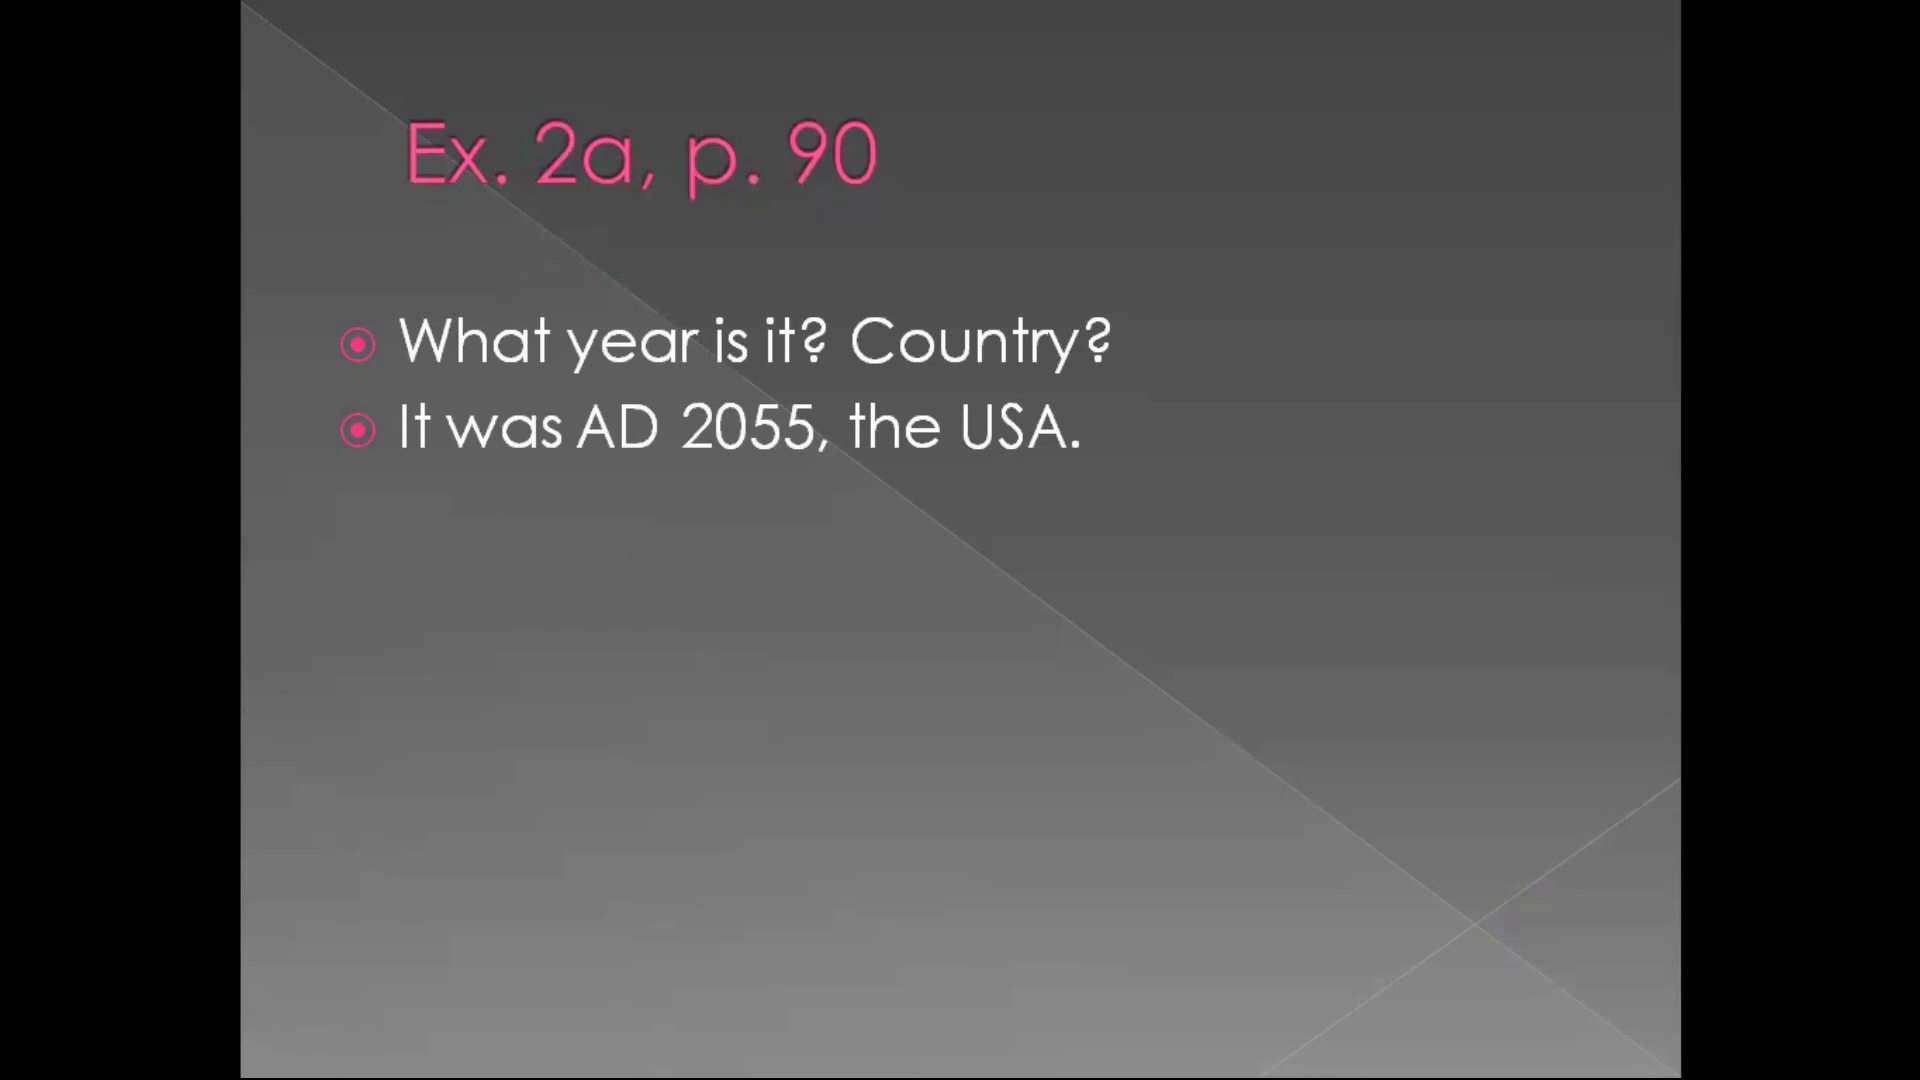 Ex. 2a, p. 90
What year is it? Country?
It was AD 2055, the USA.